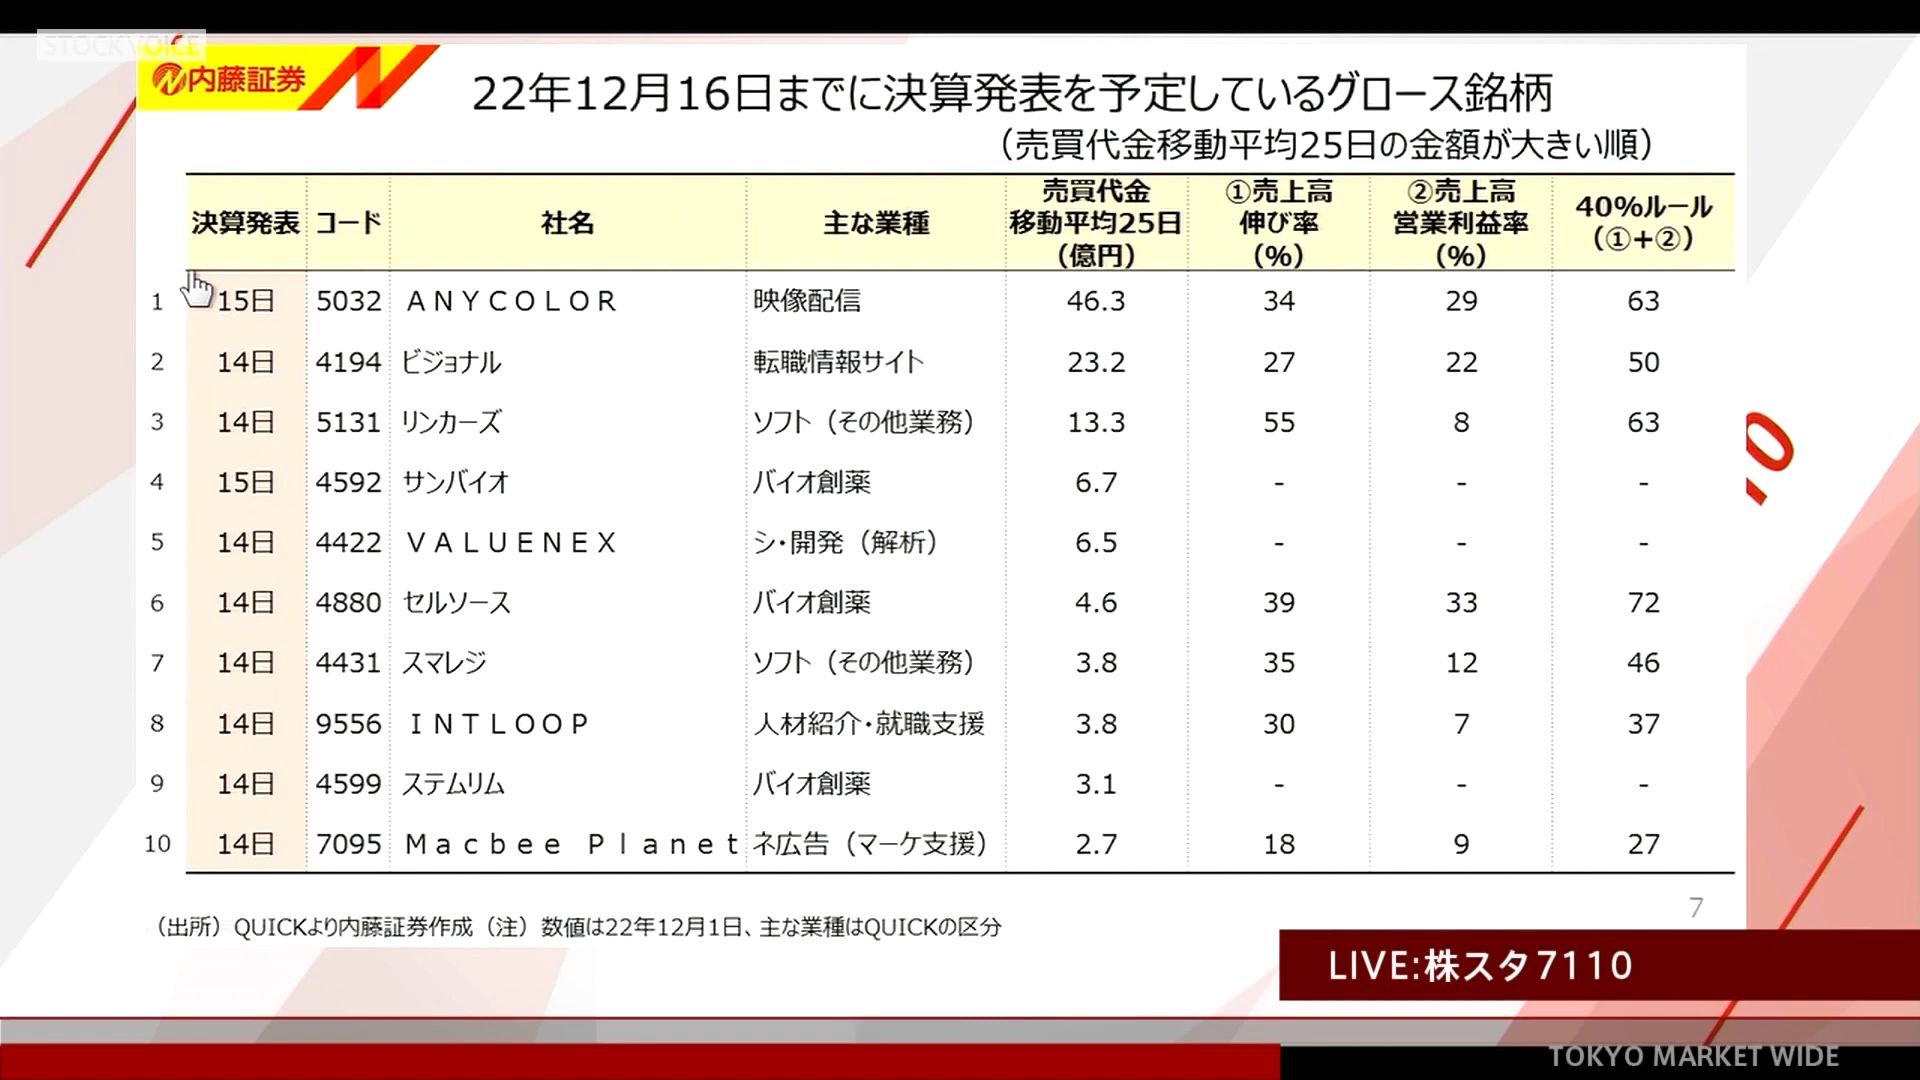 STOCKVOICE
内藤証券
22年12月16日までに決算発表を予定しているグロース銘柄
（売買代金移動平均25日の金額が大きい順）
決算発表 コード 社名 主な業種 売買代金移動平均25日（億円） ①売上高伸び率（%） ②売上高営業利益率（%） 40%ルール（①＋②）
1 15日 5032 ＡＮＹＣＯＬＯＲ 映像配信 46.3 34 29 63
2 14日 4194 ビジョナル 転職情報サイト 23.2 27 22 50
3 14日 5131 リンカーズ ソフト（その他業務） 13.3 55 8 63
4 15日 4592 サンバイオ バイオ創薬 6.7 - - -
5 14日 4422 ＶＡＬＵＥＮＥＸ シ・開発（解析） 6.5 - - -
6 14日 4880 セルソース バイオ創薬 4.6 39 33 72
7 14日 4431 スマレジ ソフト（その他業務） 3.8 35 12 46
8 14日 9556 ＩＮＴＬＯＯＰ 人材紹介・就職支援 3.8 30 7 37
9 14日 4599 ステムリム バイオ創薬 3.1 - - -
10 14日 7095 Ｍａｃｂｅｅ Ｐｌａｎｅｔ ネ広告（マーケ支援） 2.7 18 9 27
（出所）QUICKより内藤証券作成（注）数値は22年12月1日、主な業種はQUICKの区分
7
LIVE:株スタ7110
TOKYO MARKET WIDE